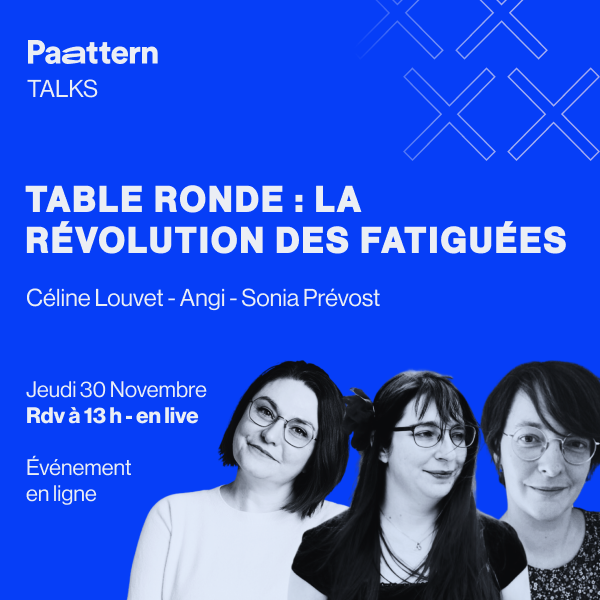 Paattern
TALKS
TABLE RONDE : LA
RÉVOLUTION DES FATIGUÉES
Céline Louvet - Angi - Sonia Prévost
Jeudi 30 Novembre
Rdv à 13 h - en live
Événement
en ligne